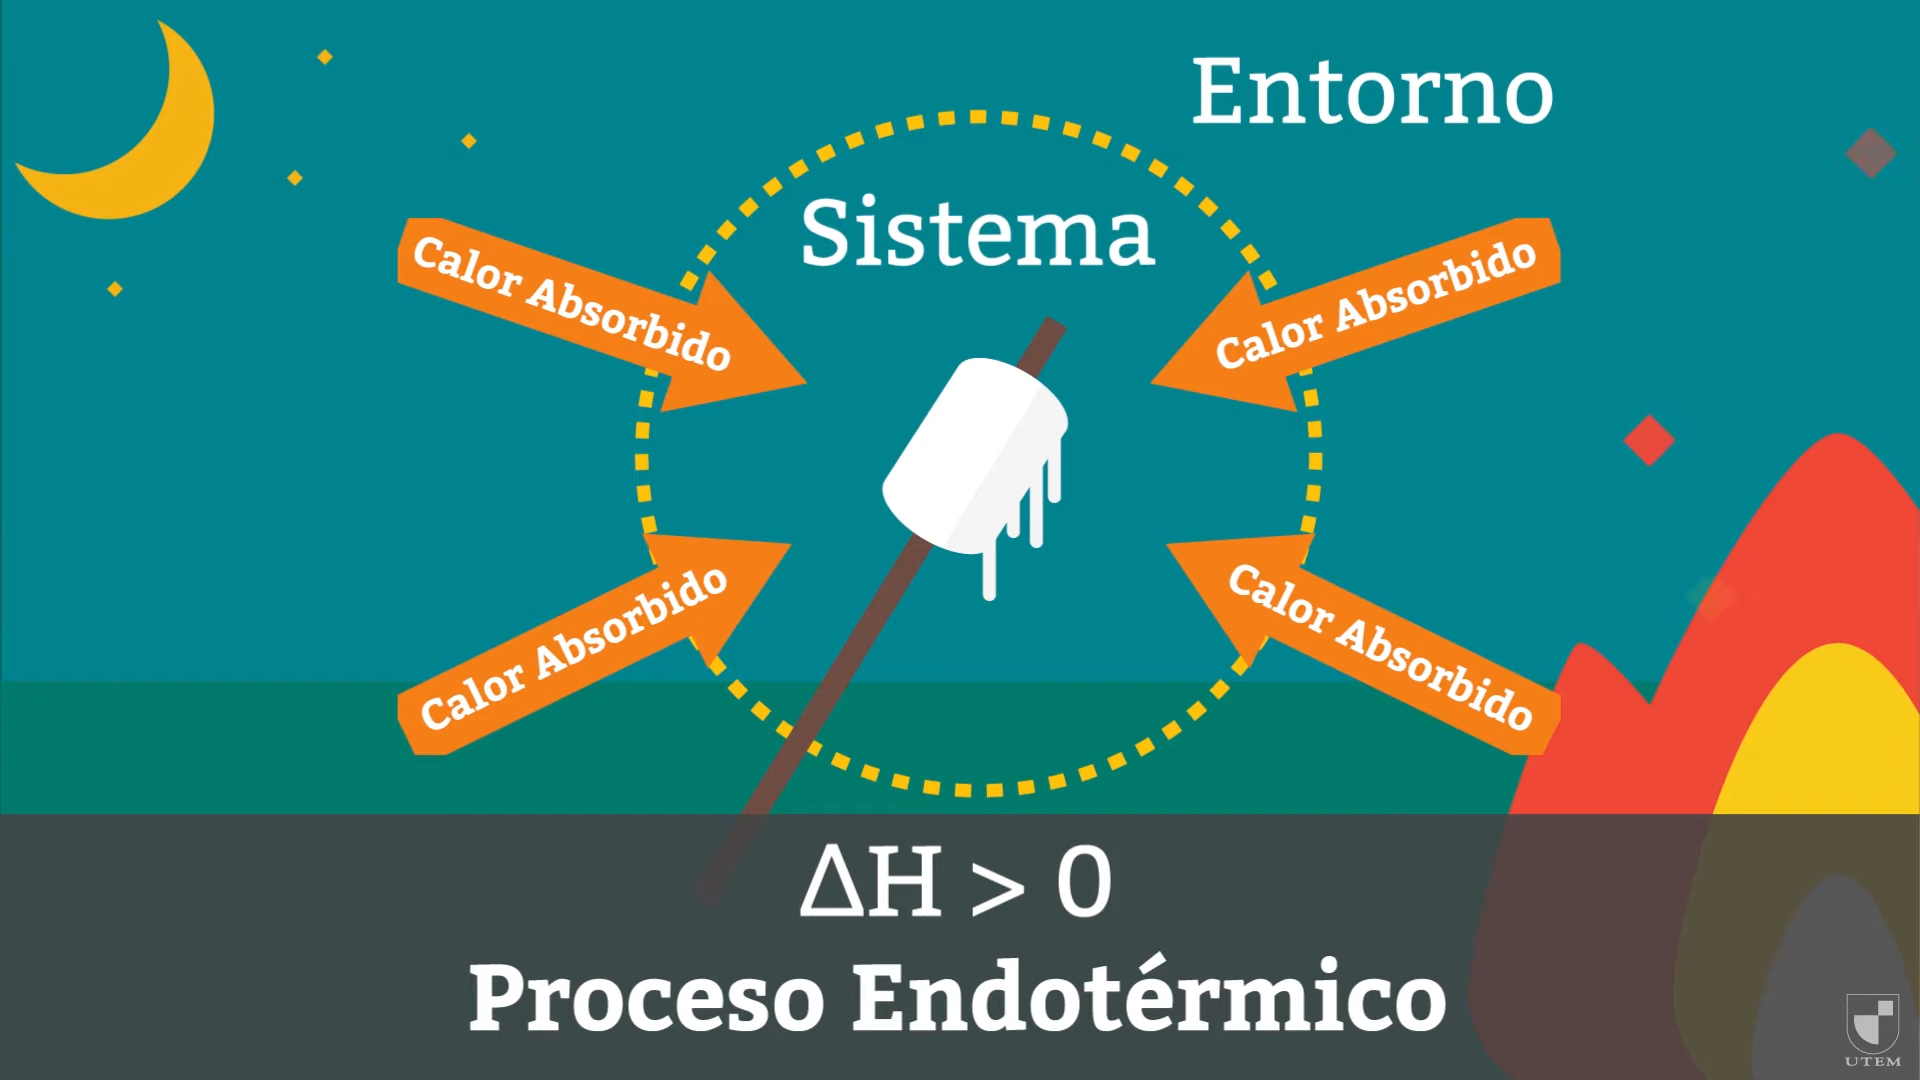 Entorno
Sistema
Calor Absorbido
Calor Absorbido
Calor Absorbido
Calor Absorbido
ΔH > 0
Proceso Endotérmico
UTEM